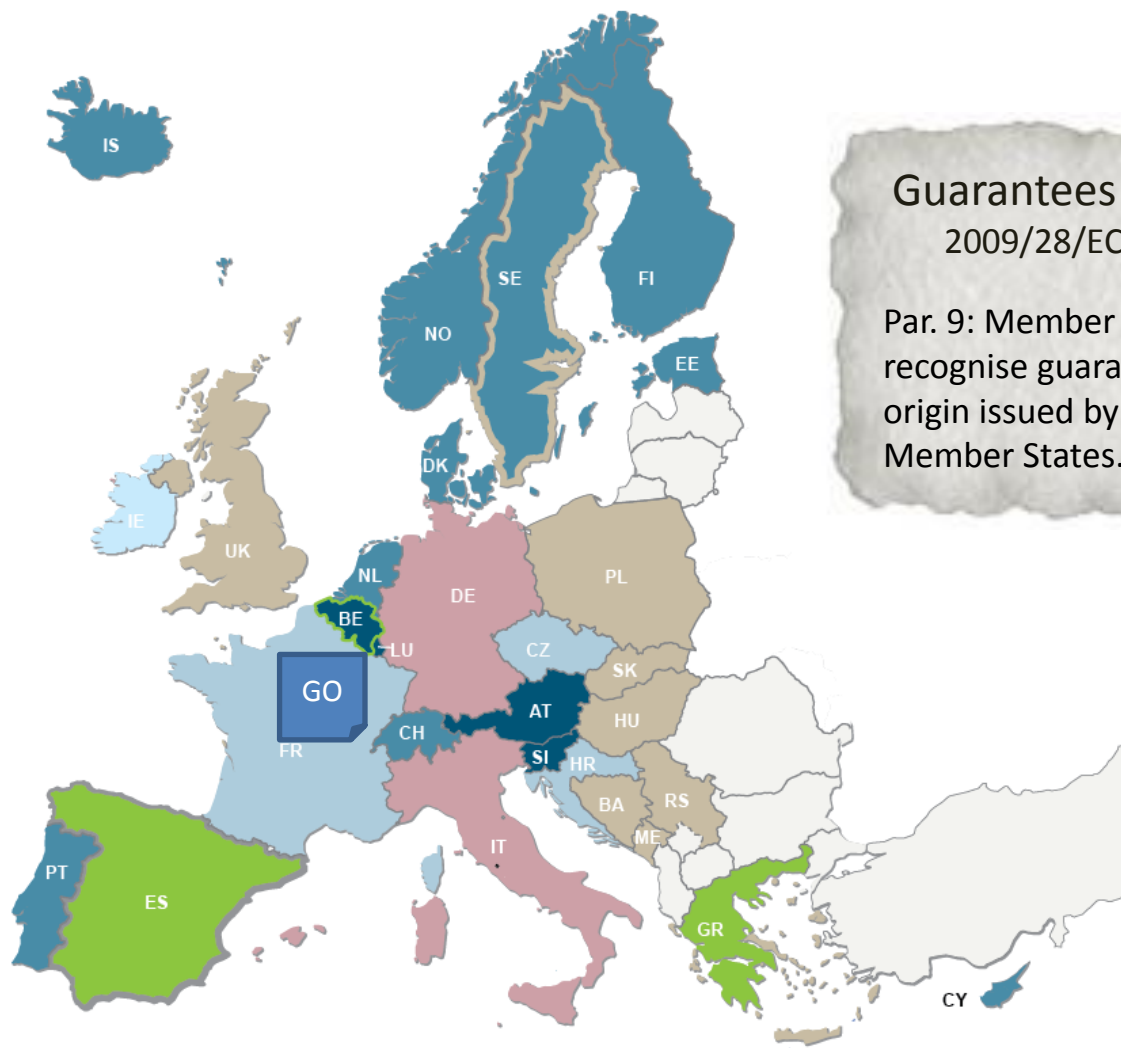 IS
Guarantees
2009/28/EC
SE
FI
NO
Par. 9: Member
recognise guara
origin issued by
Member States.
EE
DK
IE
UK
NL
DE
PL
BE
LU
CZ
SK
GO
AT
HU
CH
FR
SI
HR
BA
RS
ME
IT
PT
ES
GR
CY